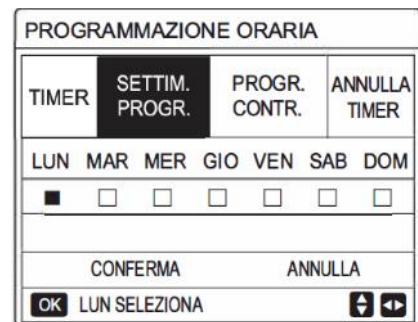 PROGRAMMAZIONE ORARIA
TIMER
SETTIM.
PROGR.
PROGR.
CONTR.
ANNULLA
TIMER
LUN MAR MER GIO VEN SAB DOM
CONFERMA ANNULLA
OK LUN SELEZIONA